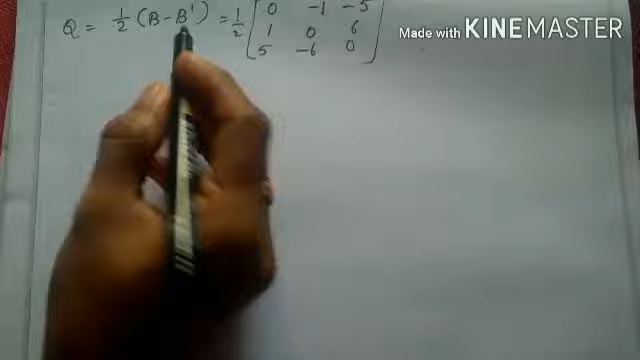 Made with KINEMASTER
Q = 1/2 (B - B') = 1/2 [ 0 -1 -5
1 0 6
5 -6 0 ]